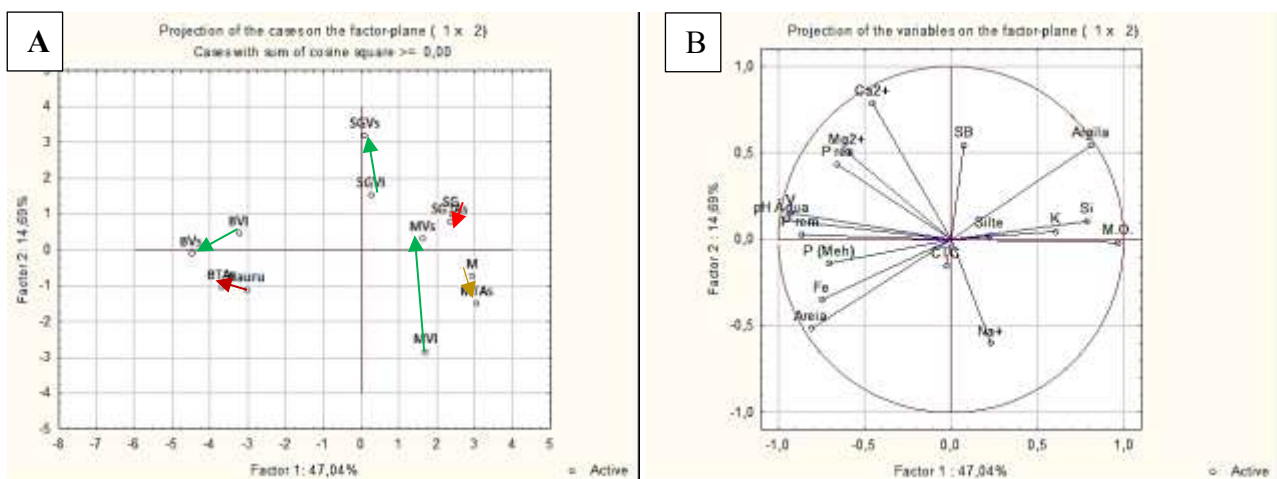 A
Projection of the cases on the factor-plane ( 1 x 2)
Cases with sum of cosine square >= 0,00
4
3
2
1
0
-1
-2
-3
-4
-5
-8 -7 -6 -5 -4 -3 -2 -1 0 1 2 3 4 5
Factor 2: 14,69%
Factor 1: 47,04%
Active
SGVs
SGVI
SG
MVs
BVI
BVs
M
MTAs
MVI
B
Projection of the variables on the factor-plane ( 1 x 2)
1,0
0,5
0,0
-0,5
-1,0
-1,0 -0,5 0,0 0,5 1,0
Factor 2 : 14,69%
Factor 1 : 47,04%
Active
Ca2+
SB
Argila
Mg2+
V
pH Agua
P rem
Silte
K
Si
M.O.
P (Meh)
CTC
Fe
Areia
Na+